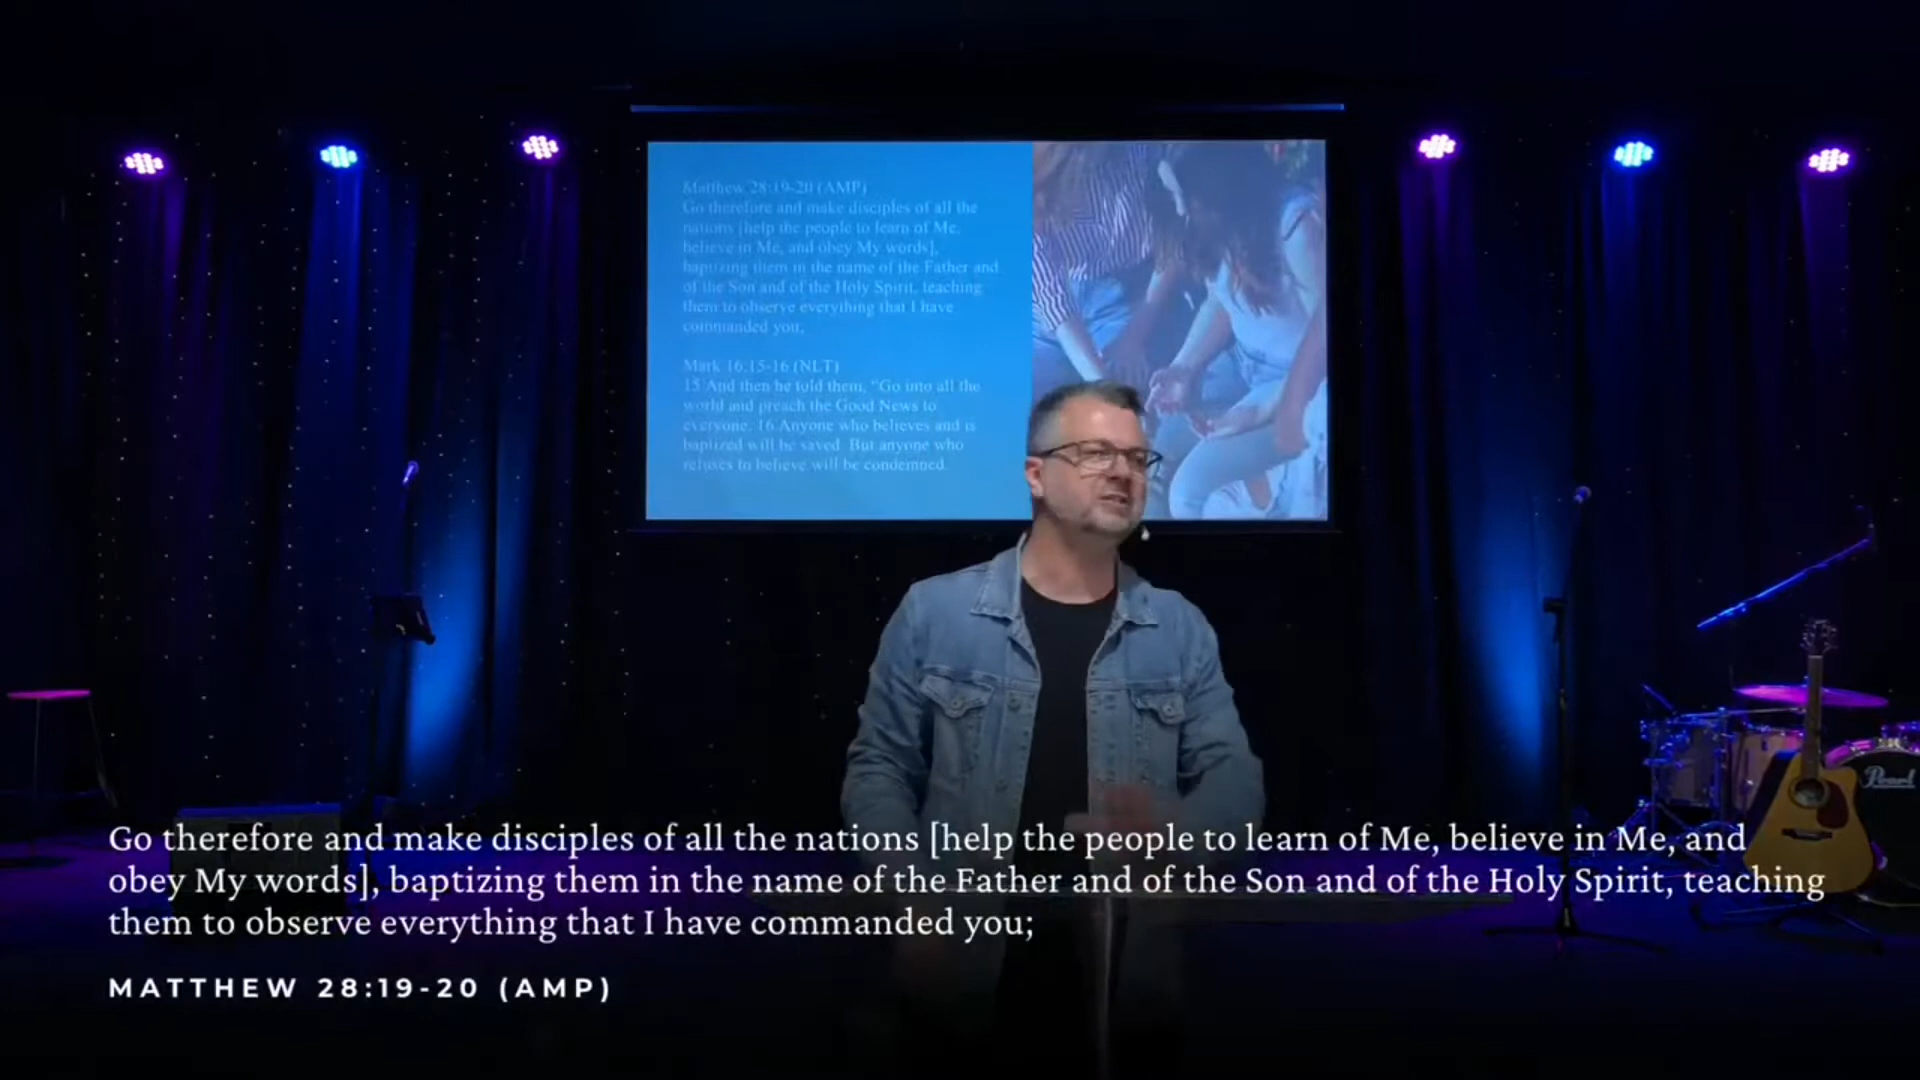 Matthew 28:19-20 (AMP)
Go therefore and make disciples of all the
nations [help the people to learn of Me,
believe in Me, and obey My words],
baptizing them in the name of the Father and
of the Son and of the Holy Spirit, teaching
them to observe everything that I have
commanded you;
Mark 16:15-16 (NLT)
15 And then he told them, "Go into all the
world and preach the Good News to
everyone. 16 Anyone who believes and is
baptized will be saved. But anyone who
refuses to believe will be condemned.
Pearl
Go therefore and make disciples of all the nations [help the people to learn of Me, believe in Me, and
obey My words], baptizing them in the name of the Father and of the Son and of the Holy Spirit, teaching
them to observe everything that I have commanded you;
MATTHEW 28:19-20 (AMP)